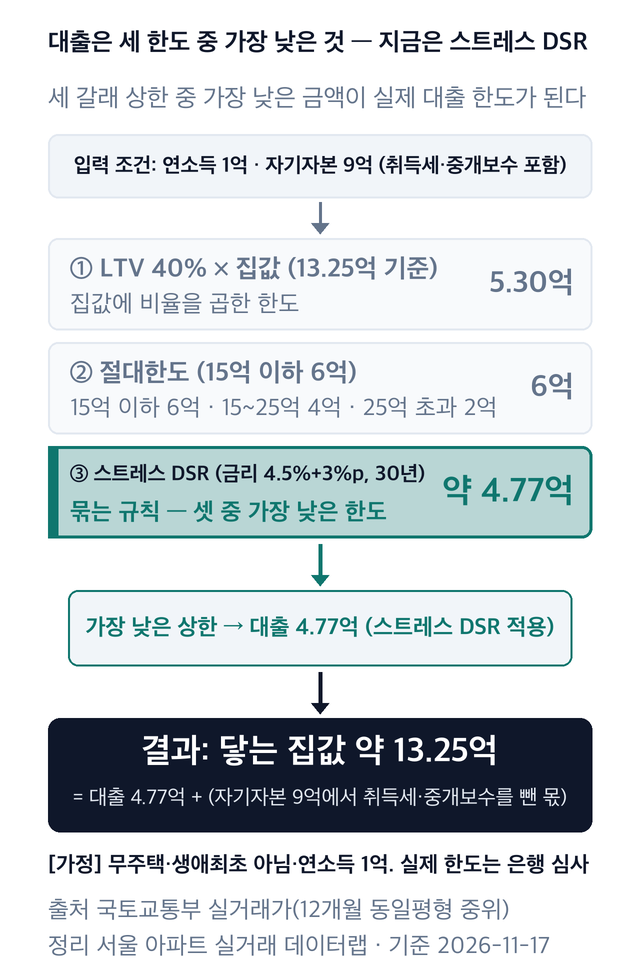 대출은 세 한도 중 가장 낮은 것 — 지금은 스트레스 DSR
세 갈래 상한 중 가장 낮은 금액이 실제 대출 한도가 된다
입력 조건: 연소득 1억 · 자기자본 9억 (취득세·중개보수 포함)
① LTV 40% × 집값 (13.25억 기준)
5.30억
집값에 비율을 곱한 한도
② 절대한도 (15억 이하 6억)
6억
15억 이하 6억 · 15~25억 4억 · 25억 초과 2억
③ 스트레스 DSR (금리 4.5%+3%p, 30년)
약 4.77억
묶는 규칙 — 셋 중 가장 낮은 한도
가장 낮은 상한 → 대출 4.77억 (스트레스 DSR 적용)
결과: 닿는 집값 약 13.25억
= 대출 4.77억 + (자기자본 9억에서 취득세·중개보수를 뺀 몫)
[가정] 무주택·생애최초 아님·연소득 1억. 실제 한도는 은행 심사
출처 국토교통부 실거래가(12개월 동일평형 중위)
정리 서울 아파트 실거래 데이터랩 · 기준 2026-11-17